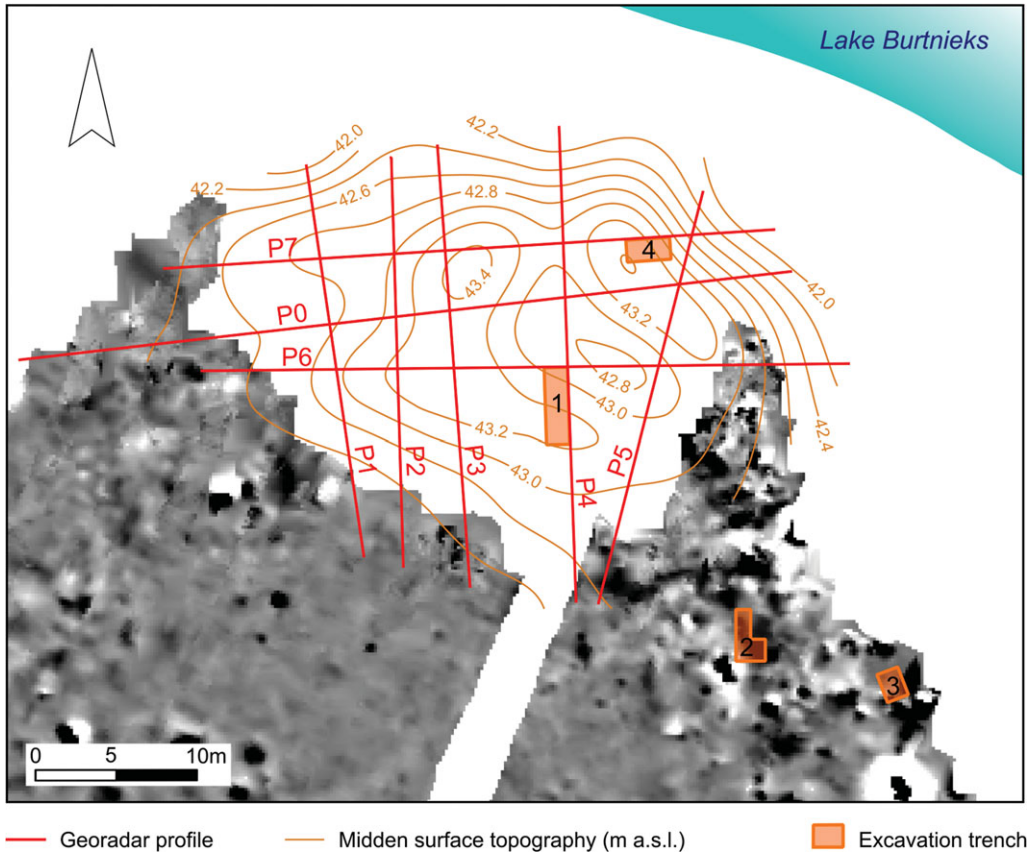 Lake Burtnieks
42.0
42.2
42.2
42.6
42.8
P7
4
43.4
P0
43.2
42.0
P6
42.8
1
43.0
43.2
42.4
P1
P2
P3
43.0
P4
P5
2
3
0 5 10m
Georadar profile
Midden surface topography (m a.s.l.)
Excavation trench